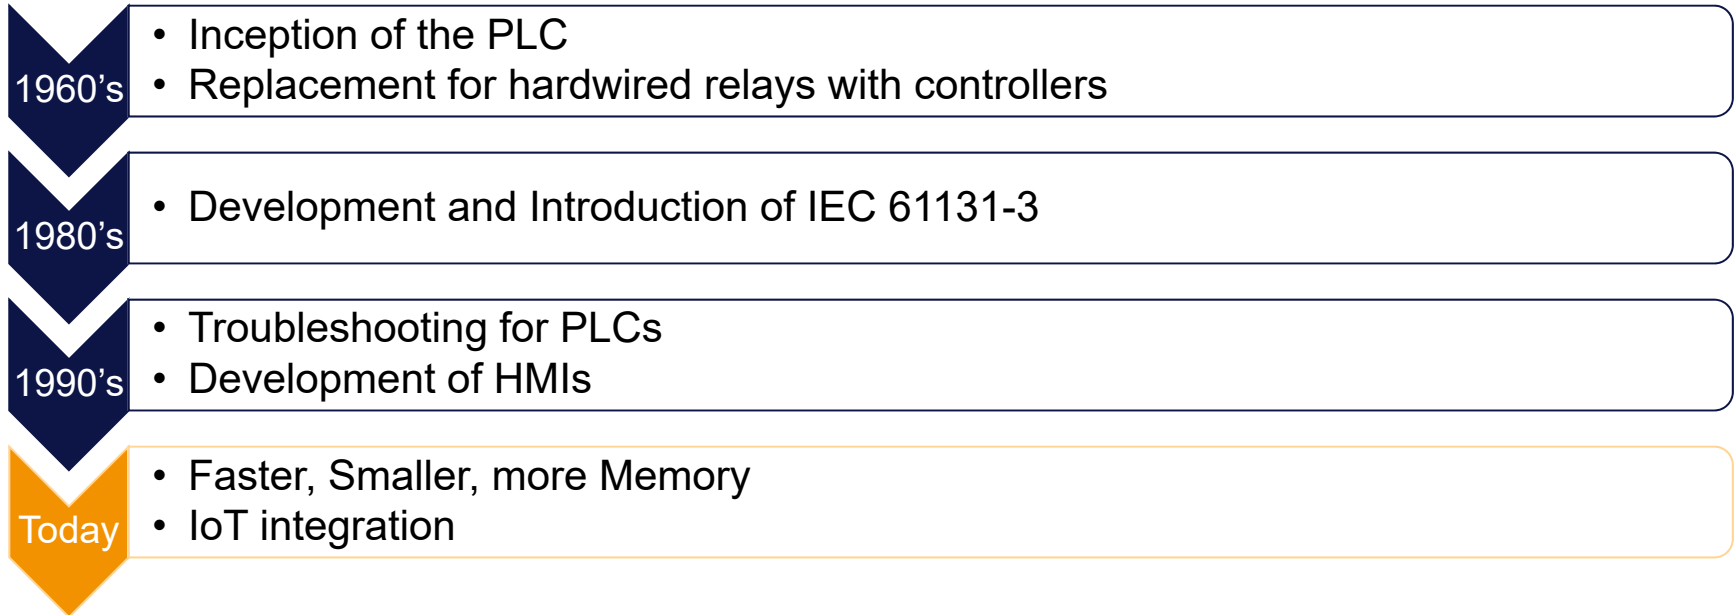 1960’s
• Inception of the PLC
• Replacement for hardwired relays with controllers
1980’s
• Development and Introduction of IEC 61131-3
1990’s
• Troubleshooting for PLCs
• Development of HMIs
Today
• Faster, Smaller, more Memory
• IoT integration